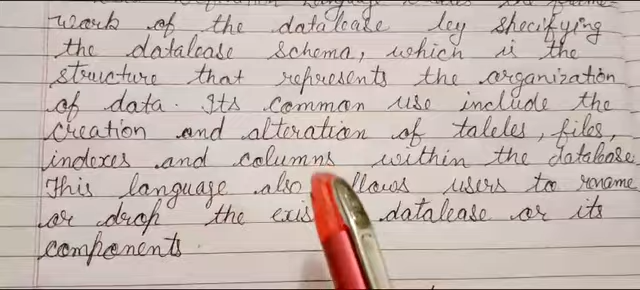 work of the database by specifying
the database schema, which is the
structure that represents the organization
of data. Its common use include the
creation and alteration of tables, files,
indexes and columns within the database
This language also users to rename
or drop the database or its
components.